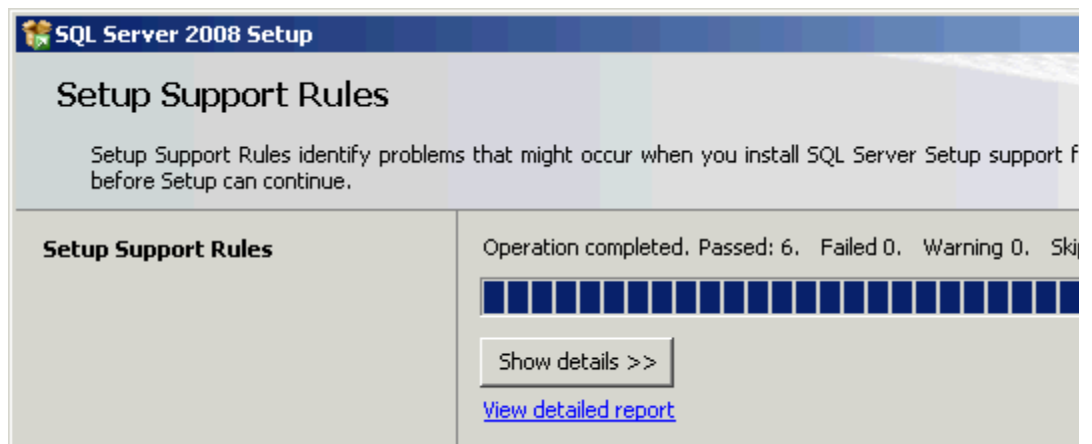 SQL Server 2008 Setup
Setup Support Rules
Setup Support Rules identify problems that might occur when you install SQL Server Setup support f
before Setup can continue.
Setup Support Rules
Operation completed. Passed: 6. Failed 0. Warning 0. Skip
Show details >>
View detailed report